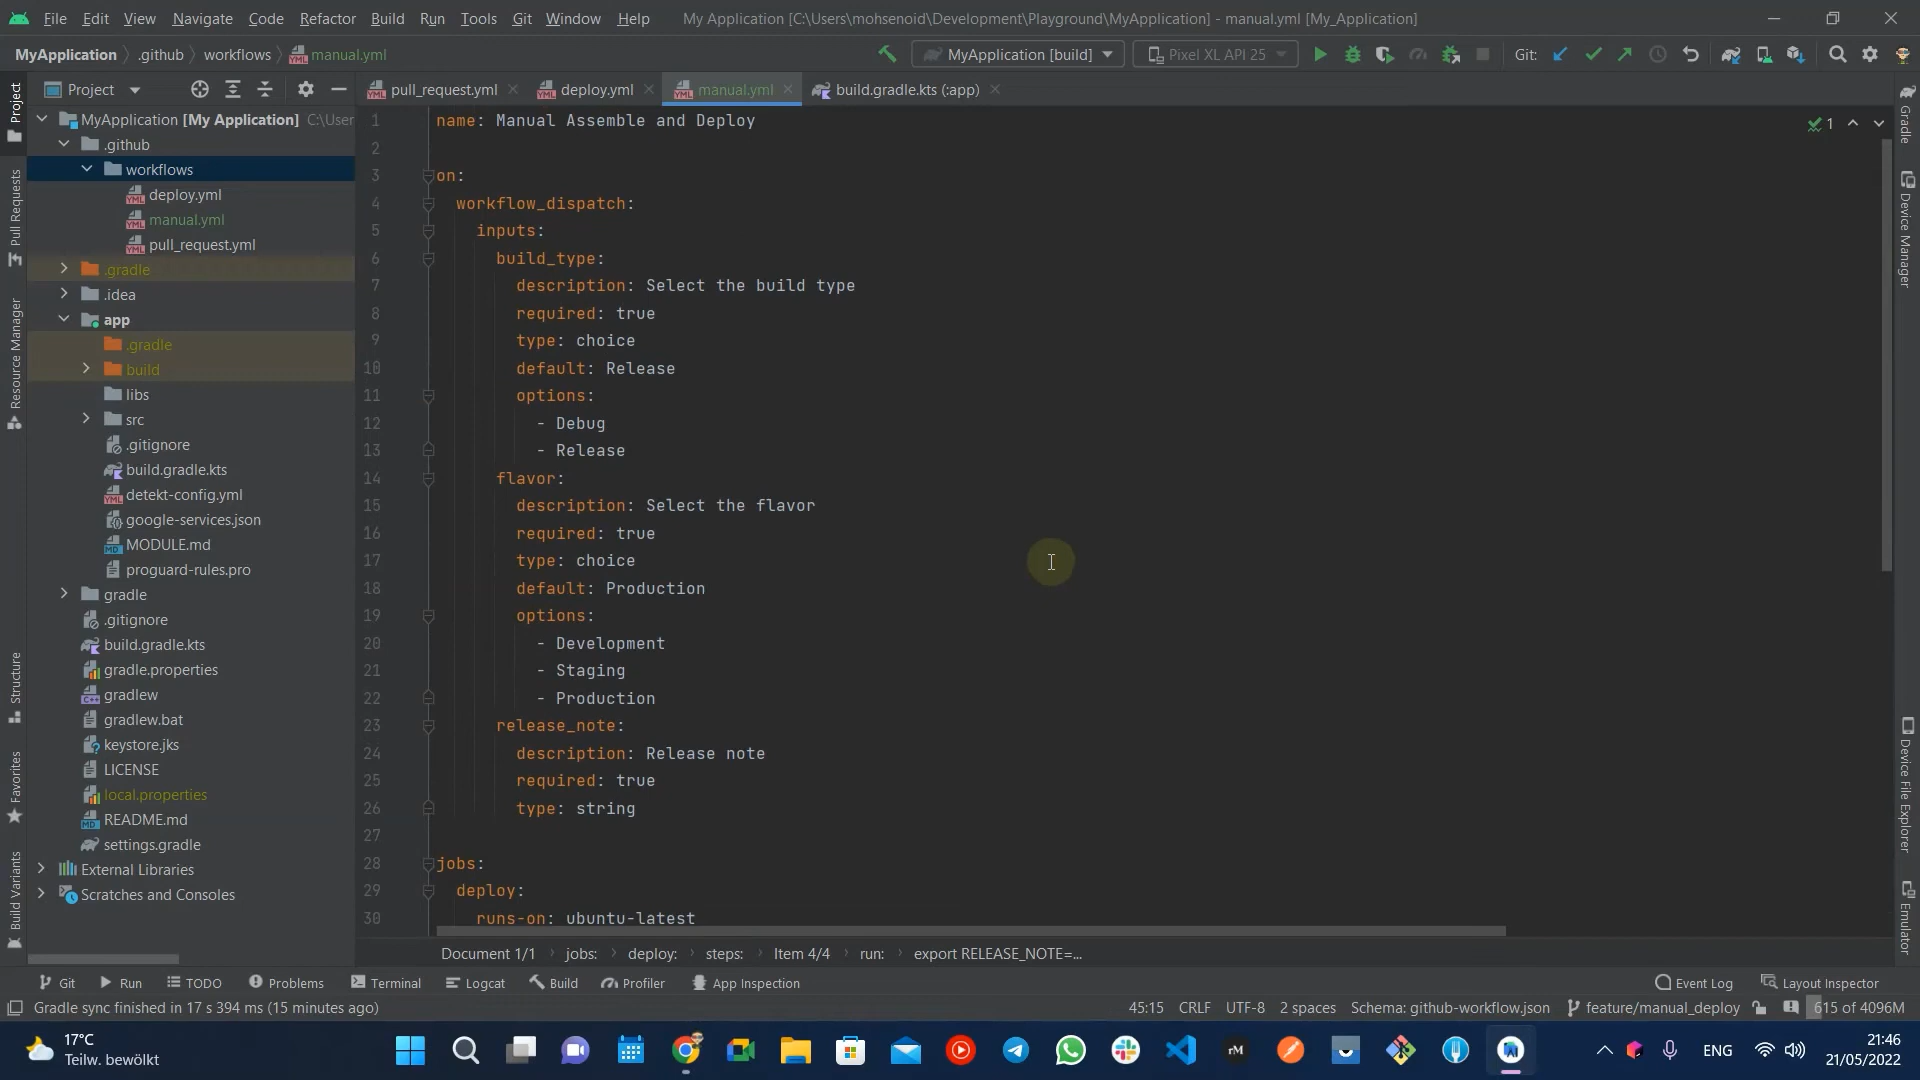 File Edit View Navigate Code Refactor Build Run Tools Git Window Help My Application [C:\Users\mohsenoid\Development\Playground\MyApplication] - manual.yml [My_Application]
MyApplication .github workflows manual.yml MyApplication [build] Pixel XL API 25 Git:
Project pull_request.yml deploy.yml manual.yml build.gradle.kts (:app)
MyApplication [My Application] C:\User
.github
workflows
deploy.yml
manual.yml
pull_request.yml
.gradle
.idea
app
.gradle
build
libs
src
.gitignore
build.gradle.kts
detekt-config.yml
google-services.json
MODULE.md
proguard-rules.pro
gradle
.gitignore
build.gradle.kts
gradle.properties
gradlew
gradlew.bat
keystore.jks
LICENSE
local.properties
README.md
settings.gradle
External Libraries
Scratches and Consoles
Project
Pull Requests
Resource Manager
Structure
Favorites
Build Variants
1 name: Manual Assemble and Deploy
2
3 on:
4 workflow_dispatch:
5 inputs:
6 build_type:
7 description: Select the build type
8 required: true
9 type: choice
10 default: Release
11 options:
12 - Debug
13 - Release
14 flavor:
15 description: Select the flavor
16 required: true
17 type: choice
18 default: Production
19 options:
20 - Development
21 - Staging
22 - Production
23 release_note:
24 description: Release note
25 required: true
26 type: string
27
28 jobs:
29 deploy:
30 runs-on: ubuntu-latest
1
Gradle
Device Manager
Device File Explorer
Emulator
Document 1/1 jobs: deploy: steps: Item 4/4 run: export RELEASE_NOTE=...
Git Run TODO Problems Terminal Logcat Build Profiler App Inspection Event Log Layout Inspector
Gradle sync finished in 17 s 394 ms (15 minutes ago) 45:15 CRLF UTF-8 2 spaces Schema: github-workflow.json feature/manual_deploy 615 of 4096M
17°C
Teilw. bewölkt
rM
ENG
21:46
21/05/2022